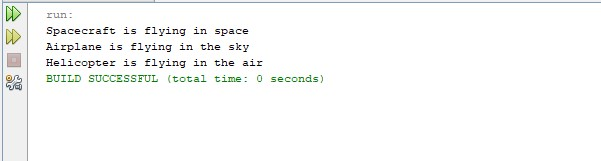 run:
Spacecraft is flying in space
Airplane is flying in the sky
Helicopter is flying in the air
BUILD SUCCESSFUL (total time: 0 seconds)